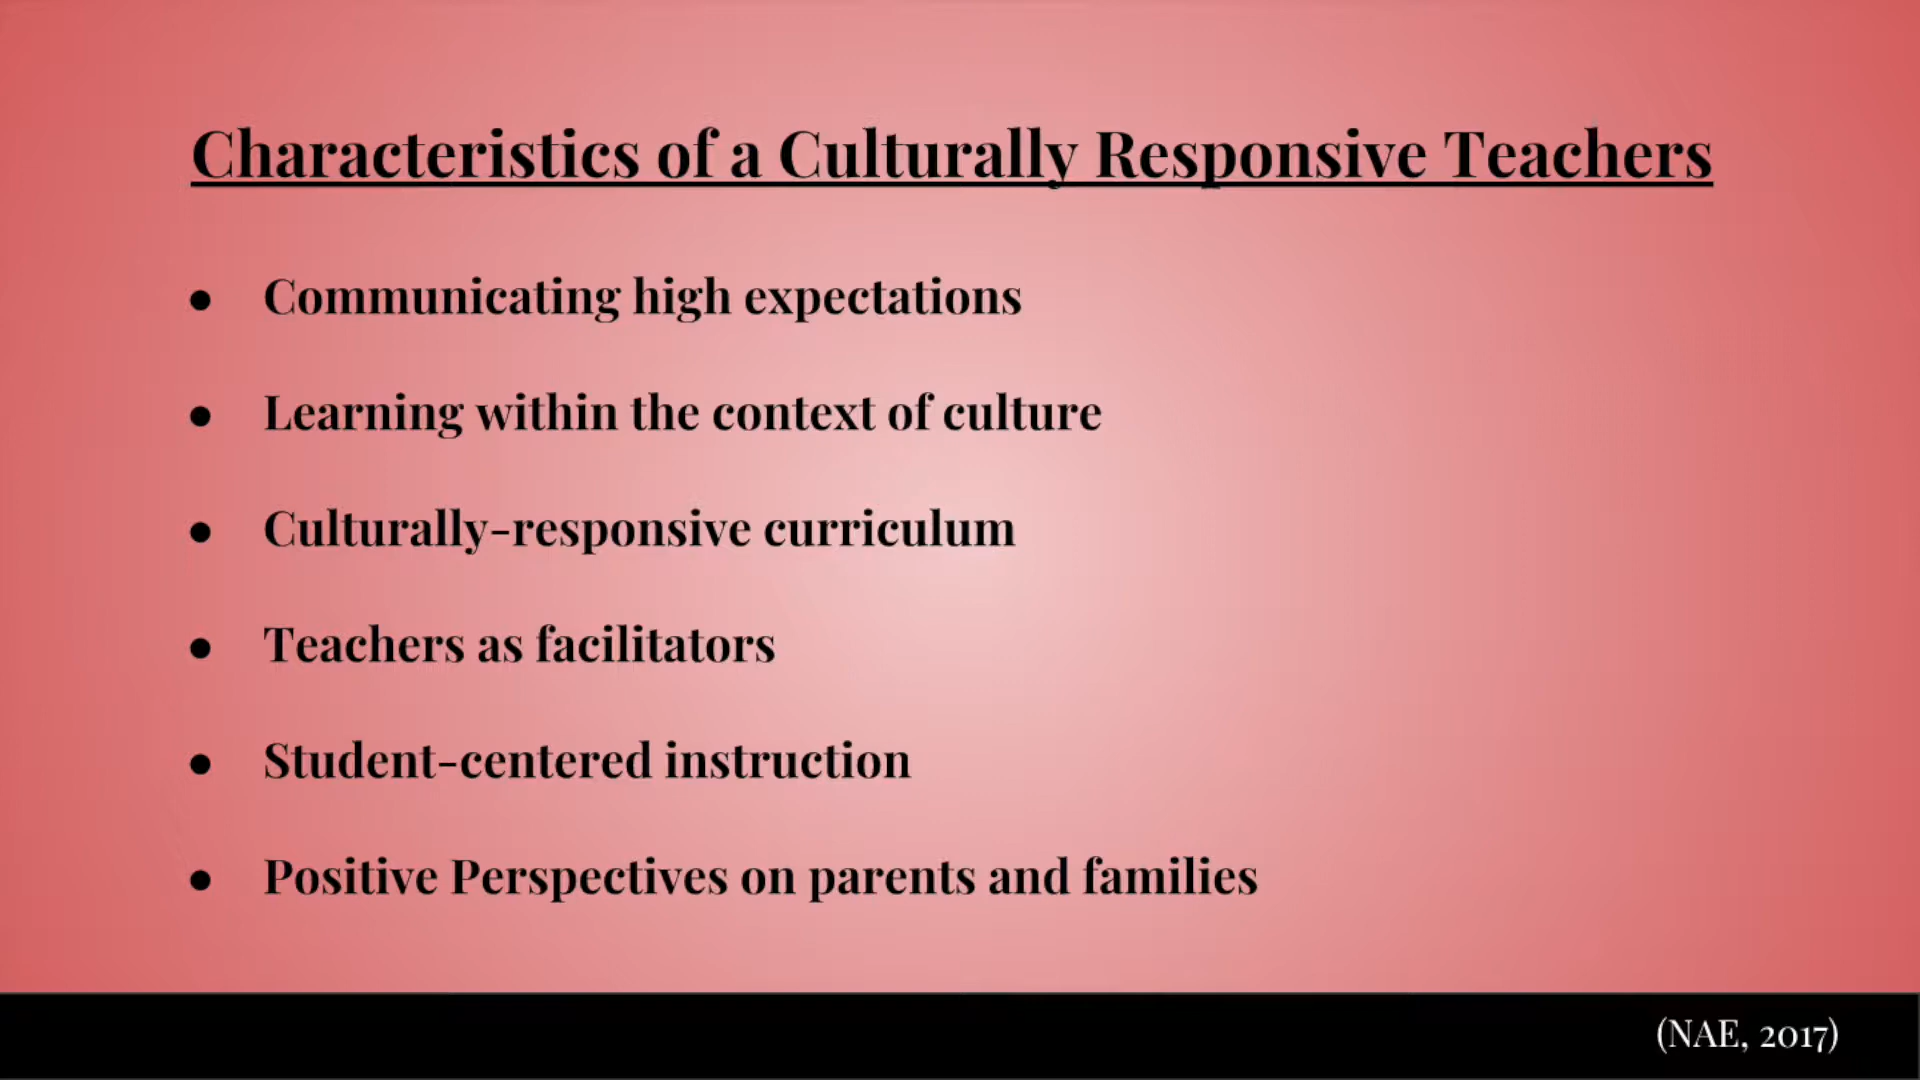 Characteristics of a Culturally Responsive Teachers
● Communicating high expectations
● Learning within the context of culture
● Culturally-responsive curriculum
● Teachers as facilitators
● Student-centered instruction
● Positive Perspectives on parents and families
(NAE, 2017)